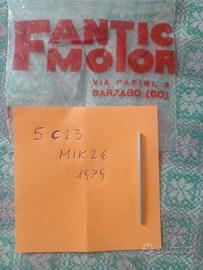 FANTIC
MOTOR
VIA PARINI, 3
BARZAGO (CO)
5 C 23
MIK 26
1979